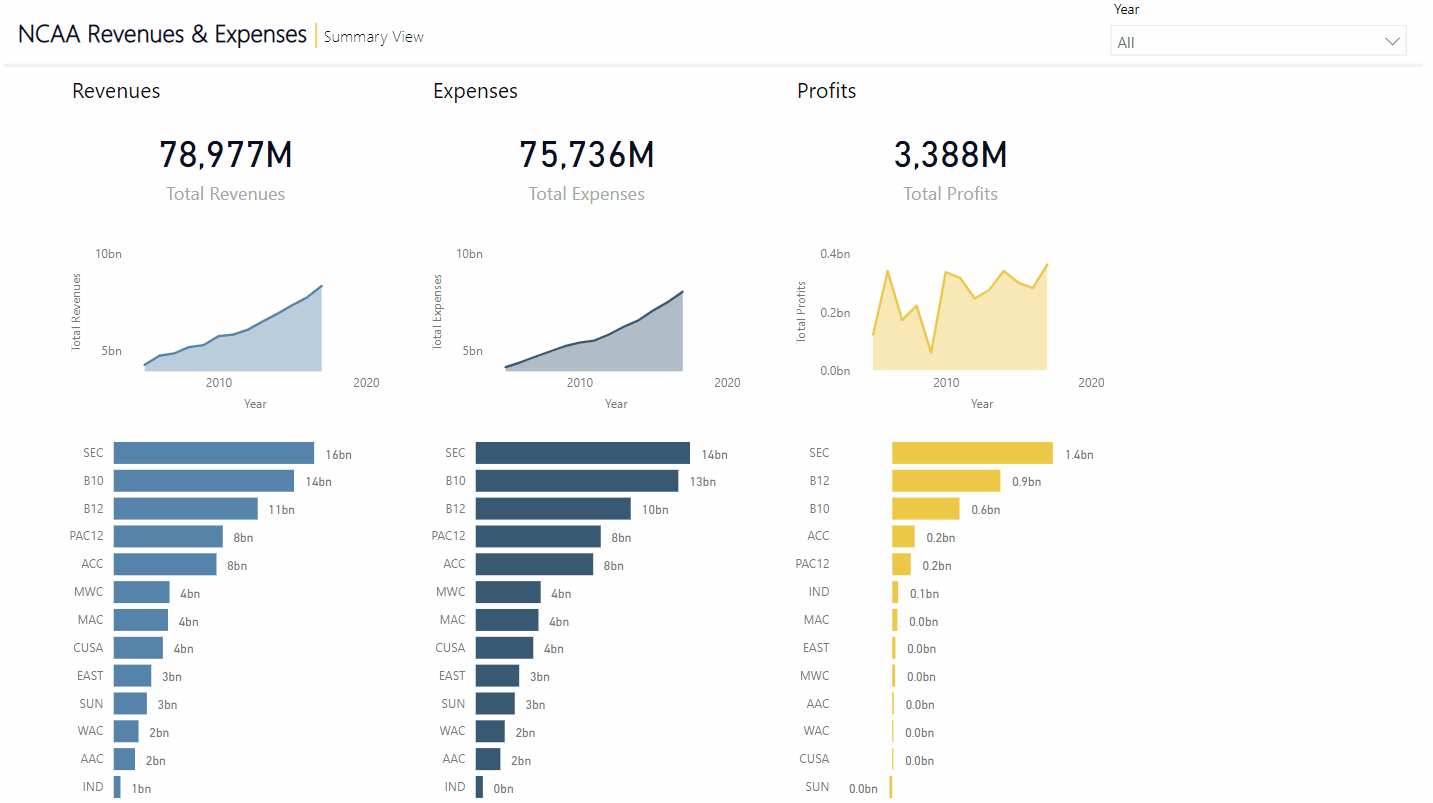 NCAA Revenues & Expenses
Summary View
Year
All
Revenues
78,977M
Total Revenues
10bn
5bn
Total Revenues
2010
2020
Year
SEC 16bn
B10 14bn
B12 11bn
PAC12 8bn
ACC 8bn
MWC 4bn
MAC 4bn
CUSA 4bn
EAST 3bn
SUN 3bn
WAC 2bn
AAC 2bn
IND 1bn
Expenses
75,736M
Total Expenses
10bn
5bn
Total Expenses
2010
2020
Year
SEC 14bn
B10 13bn
B12 10bn
PAC12 8bn
ACC 8bn
MWC 4bn
MAC 4bn
CUSA 4bn
EAST 3bn
SUN 3bn
WAC 2bn
AAC 2bn
IND 0bn
Profits
3,388M
Total Profits
0.4bn
0.2bn
0.0bn
Total Profits
2010
2020
Year
SEC 1.4bn
B12 0.9bn
B10 0.6bn
ACC 0.2bn
PAC12 0.2bn
IND 0.1bn
MAC 0.0bn
EAST 0.0bn
MWC 0.0bn
AAC 0.0bn
WAC 0.0bn
CUSA 0.0bn
SUN 0.0bn